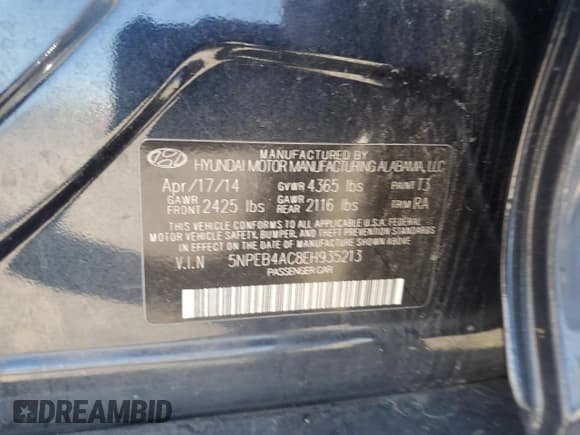 MANUFACTURED BY
HYUNDAI MOTOR MANUFACTURING ALABAMA, LLC
Apr/17/14 GVWR 4365 lbs PAINT T3
GAWR FRONT 2425 lbs GAWR REAR 2116 lbs TRIM RA
THIS VEHICLE CONFORMS TO ALL APPLICABLE U.S.A. FEDERAL
MOTOR VEHICLE SAFETY, BUMPER, AND THEFT PREVENTION STANDARDS
IN EFFECT ON THE DATE OF MANUFACTURE SHOWN ABOVE.
V.I.N 5NPEB4AC8EH935213
PASSENGER CAR
DREAMBID